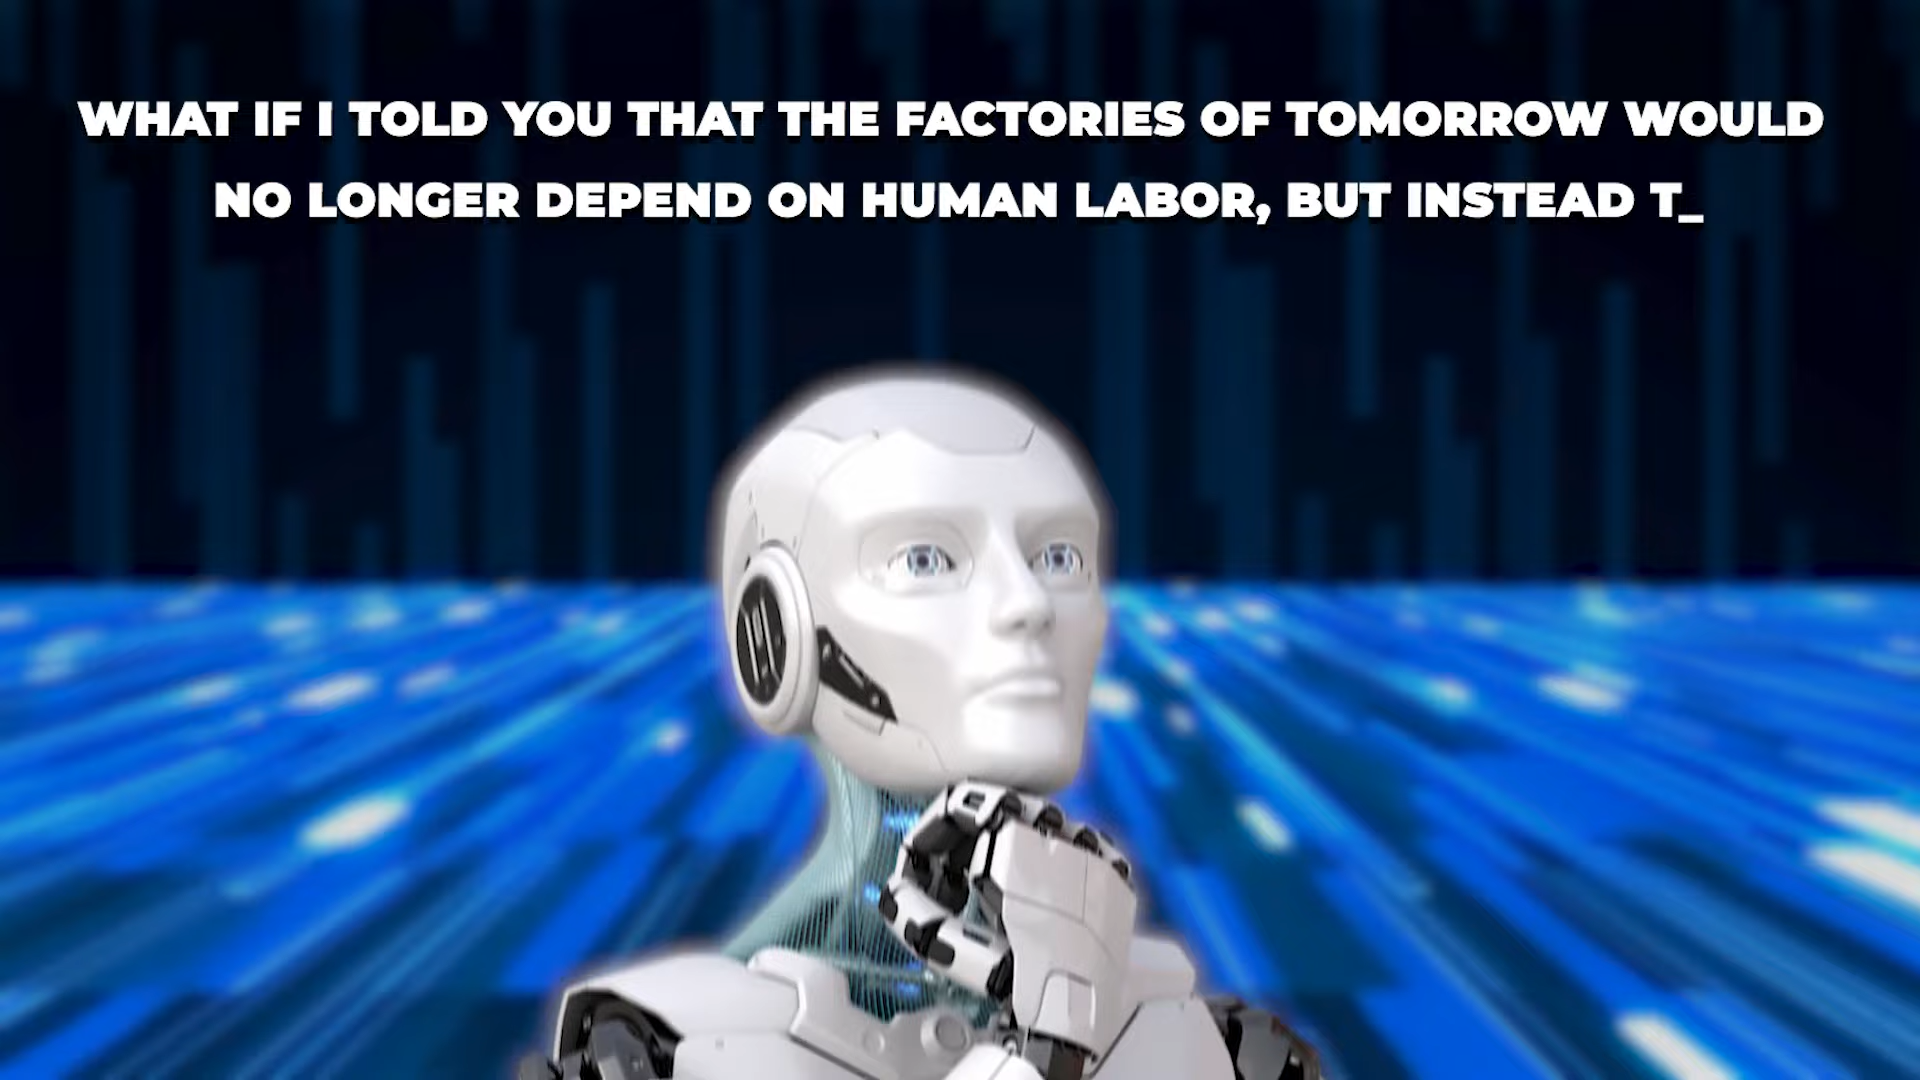 WHAT IF I TOLD YOU THAT THE FACTORIES OF TOMORROW WOULD
NO LONGER DEPEND ON HUMAN LABOR, BUT INSTEAD T_